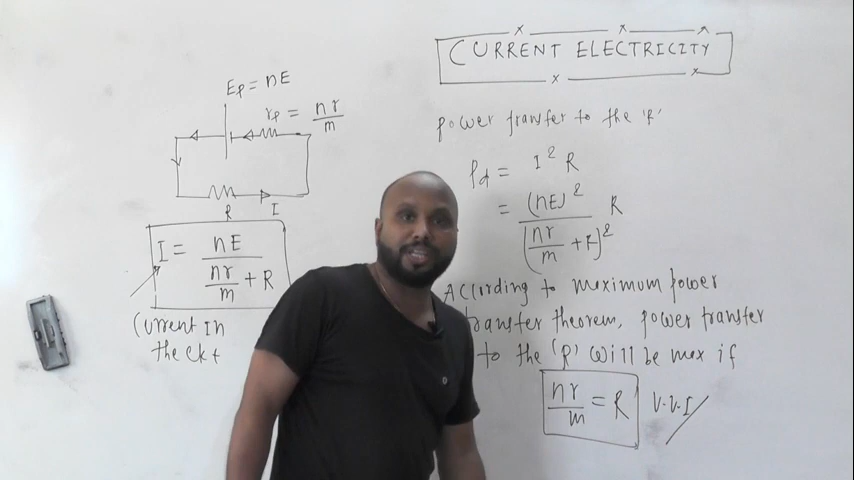 CURRENT ELECTRICITY
Ep = nE
rp = nr/m
R I
I = nE / (nr/m + R)
Current In
the Ckt
power transfer to the 'R'
Pd = I² R
= (nE)² / (nr/m + R)² R
According to maximum power
transfer theorem, power transfer
to the 'R' will be max if
nr/m = R V.V.I